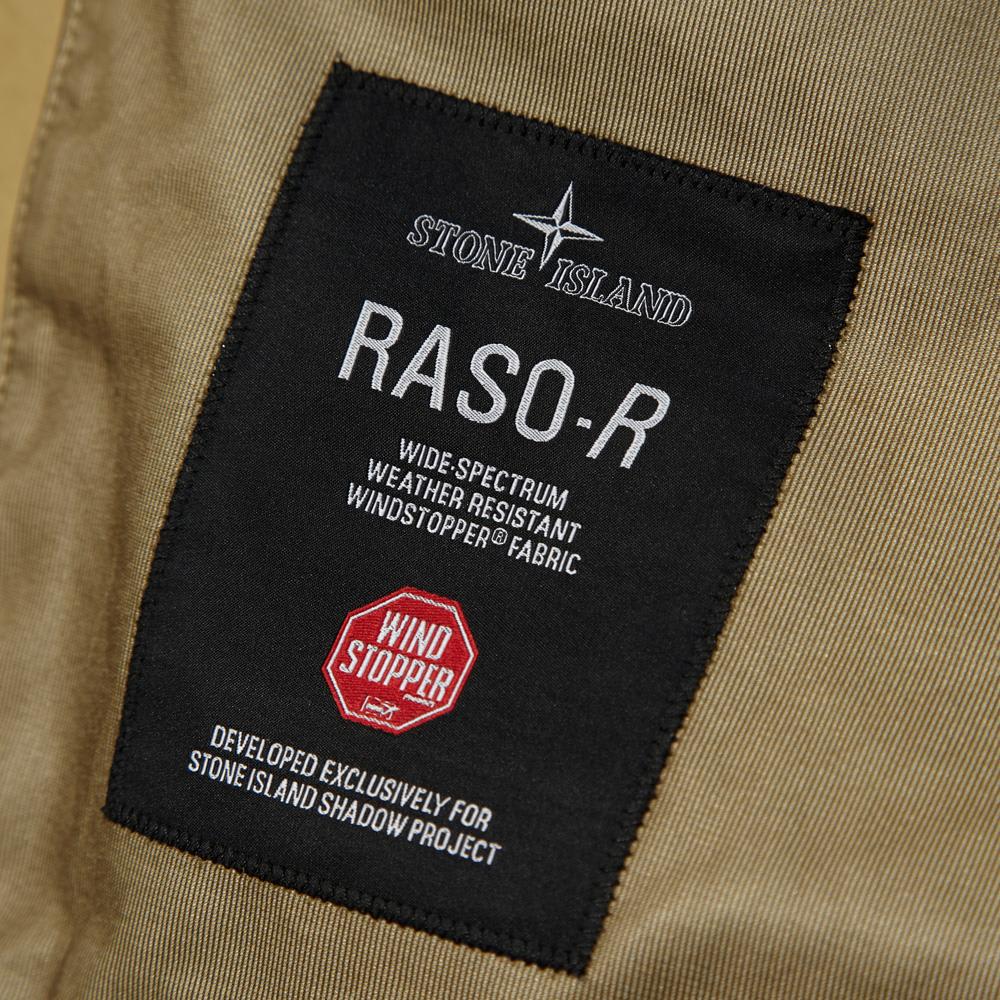 STONE ISLAND
RASO-R
WIDE-SPECTRUM
WEATHER RESISTANT
WINDSTOPPER® FABRIC
WIND
STOPPER
DEVELOPED EXCLUSIVELY FOR
STONE ISLAND SHADOW PROJECT